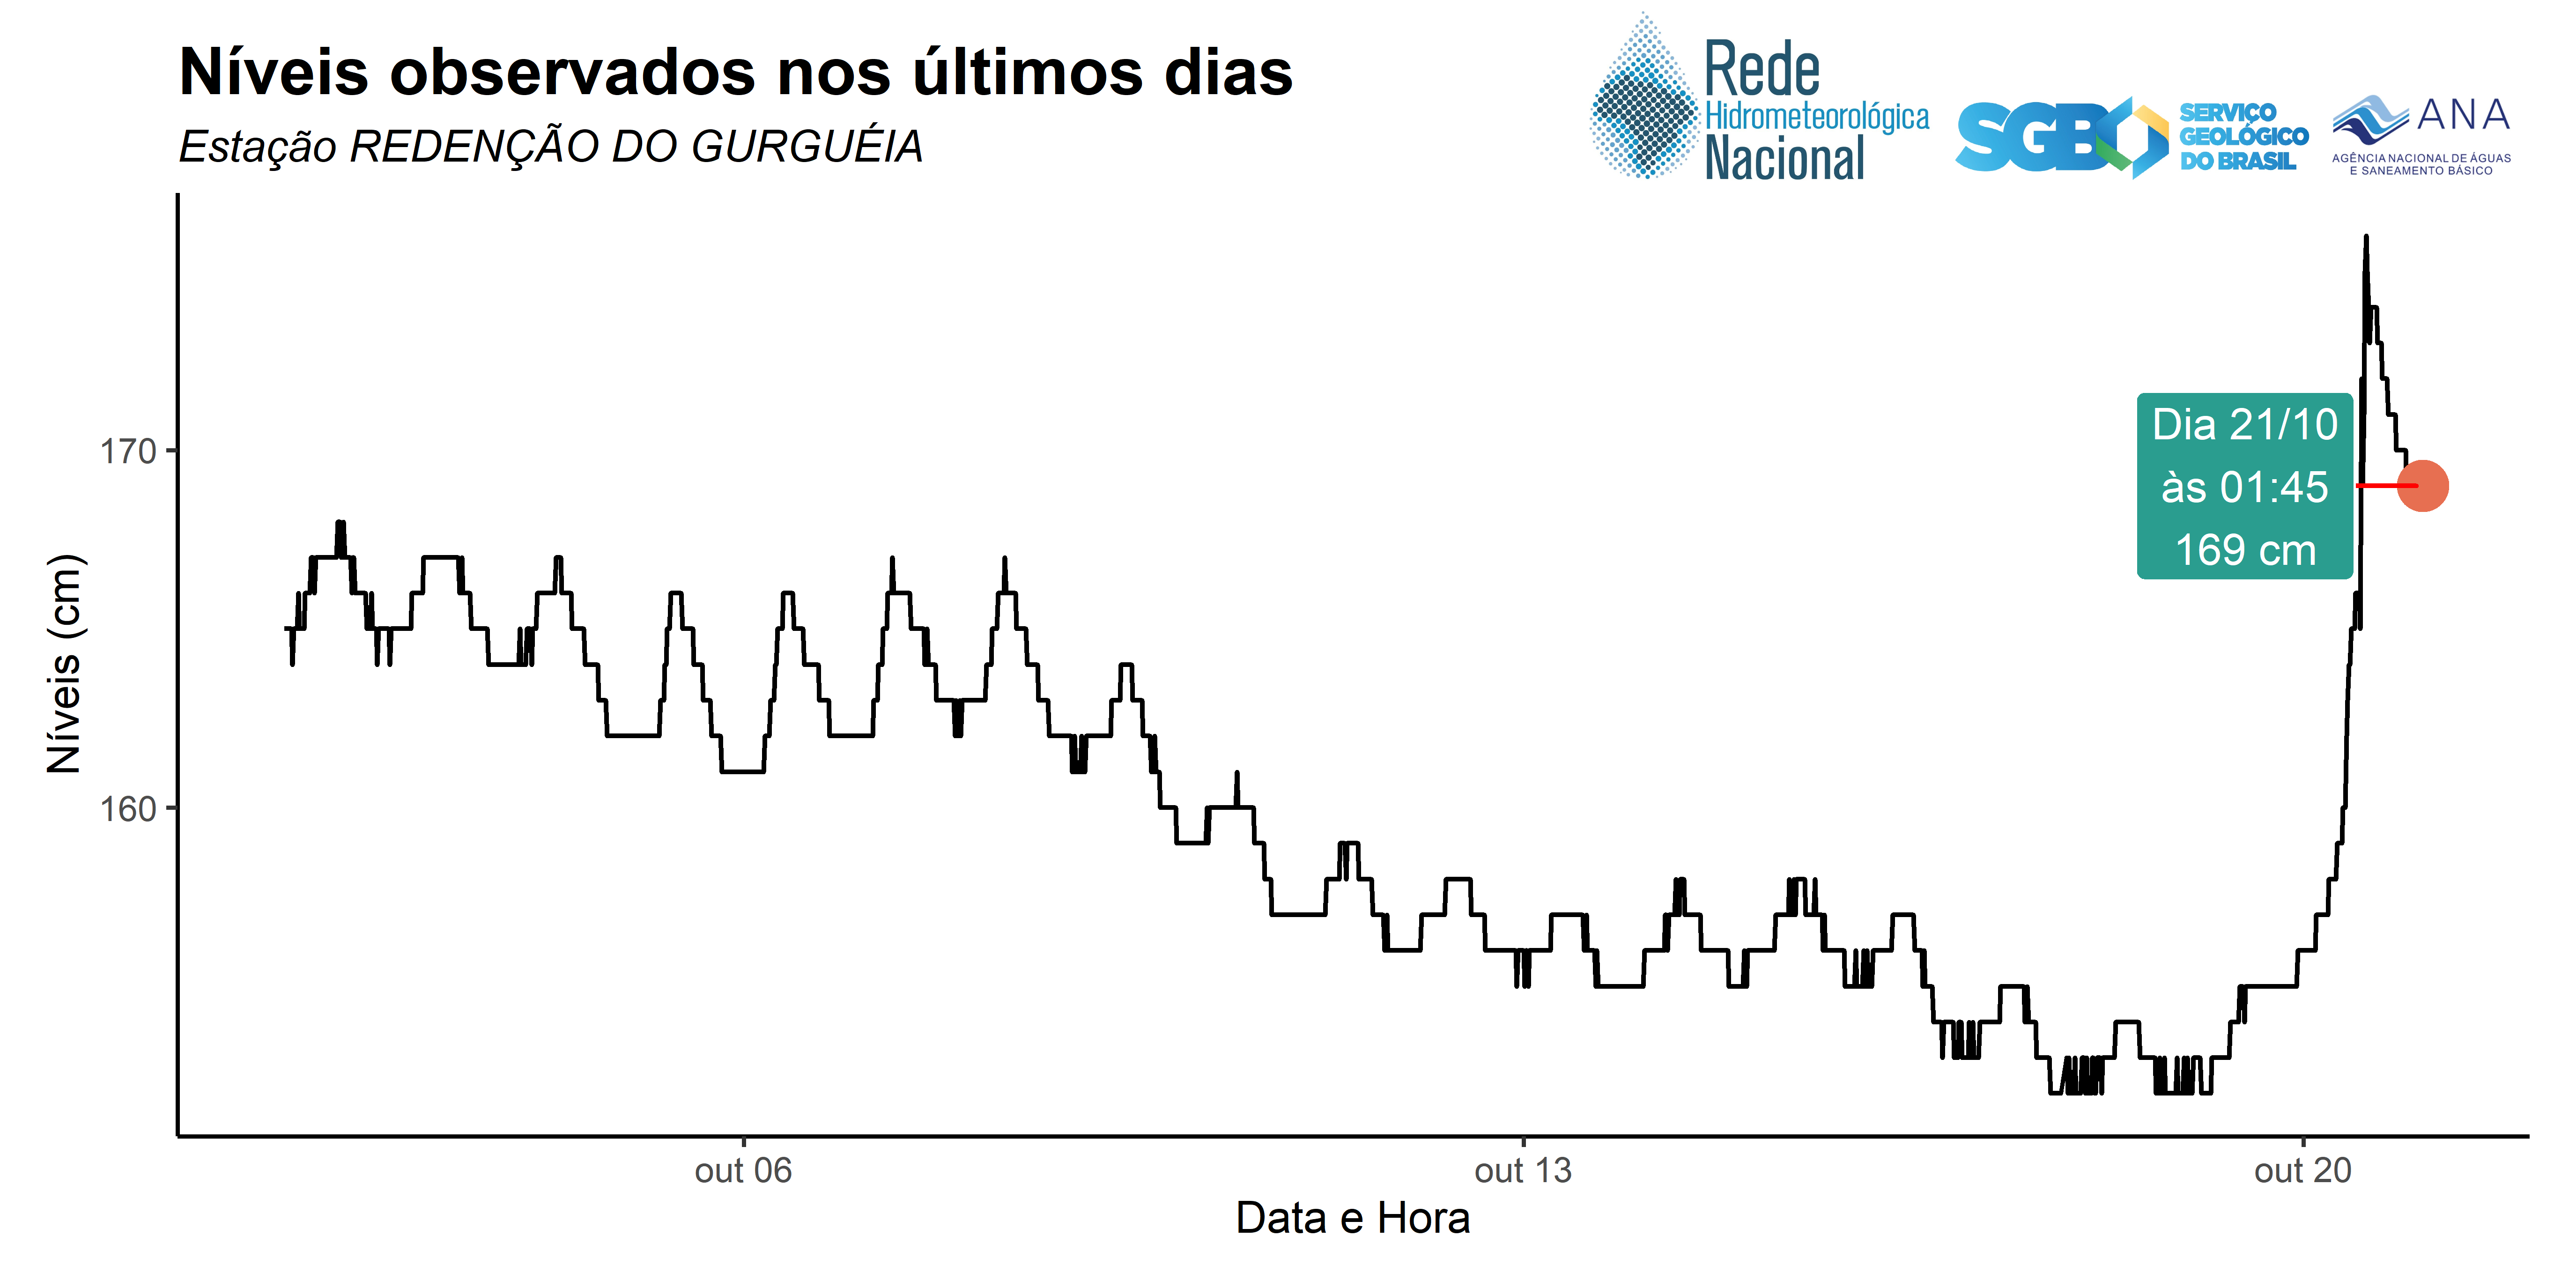 Níveis observados nos últimos dias
Estação REDENÇÃO DO GURGUÉIA
Rede
Hidrometeorológica
Nacional
SGB
SERVIÇO
GEOLÓGICO
DO BRASIL
ANA
AGÊNCIA NACIONAL DE ÁGUAS
E SANEAMENTO BÁSICO
Níveis (cm)
170
160
Dia 21/10
às 01:45
169 cm
out 06
out 13
out 20
Data e Hora